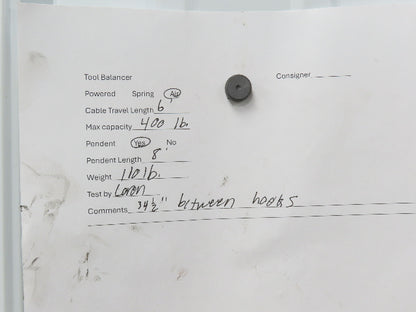 Tool Balancer Consigner
Powered Spring Air
Cable Travel Length 6'
Max capacity 400 lb.
Pendent Yes No
Pendent Length 8'
Weight 110 lb.
Test by Loren
Comments 34 1/2" between hooks